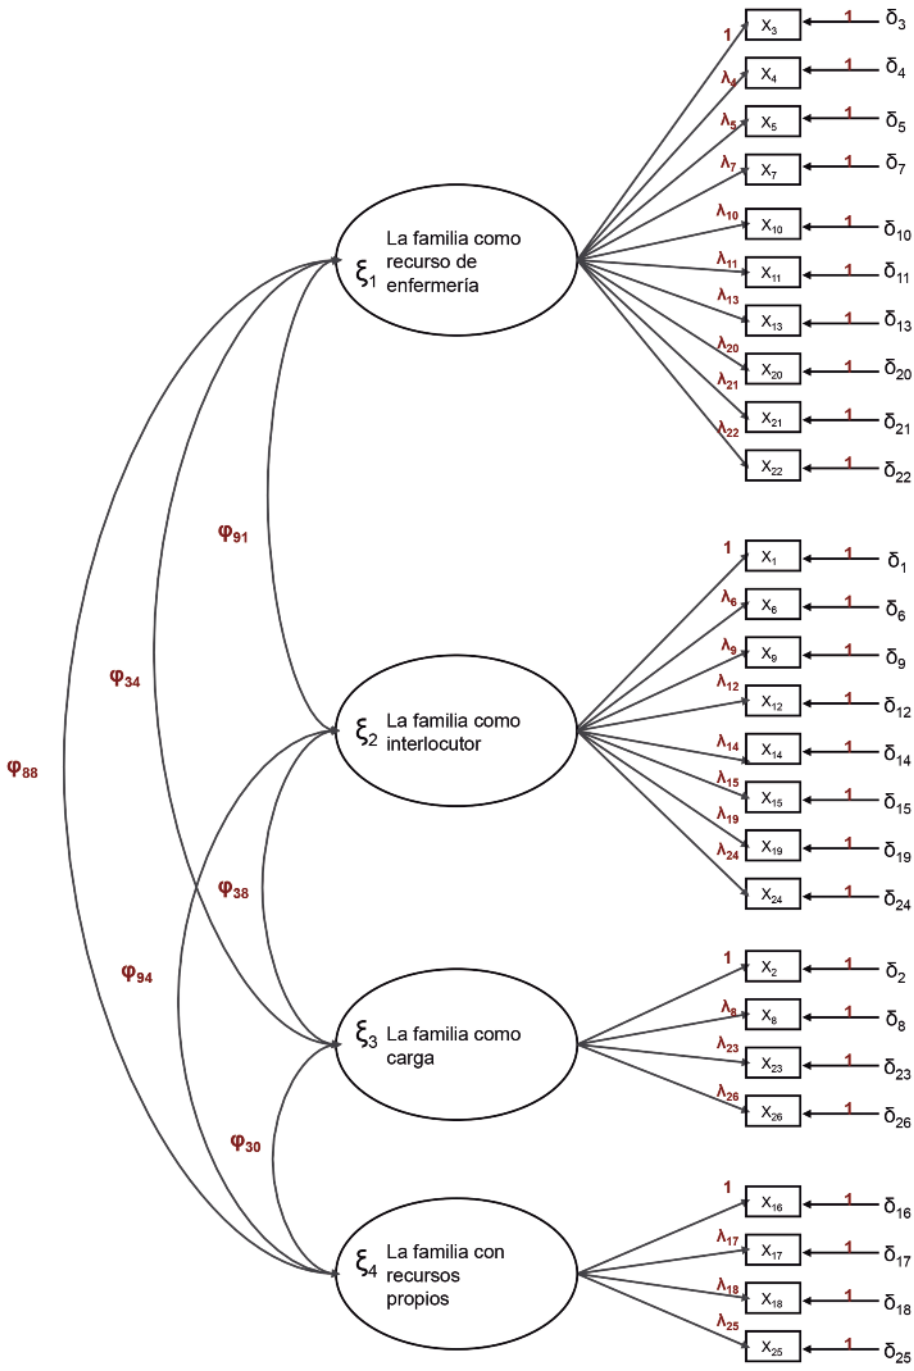 1 X3 1 δ3
λ4 X4 1 δ4
λ5 X5 1 δ5
λ7 X7 1 δ7
λ10 X10 1 δ10
λ11 X11 1 δ11
λ13 X13 1 δ13
λ20 X20 1 δ20
λ21 X21 1 δ21
λ22 X22 1 δ22
ξ1
La familia como
recurso de
enfermería
φ91
φ34
φ88
1 X1 1 δ1
λ6 X6 1 δ6
λ9 X9 1 δ9
λ12 X12 1 δ12
λ14 X14 1 δ14
λ15 X15 1 δ15
λ19 X19 1 δ19
λ24 X24 1 δ24
ξ2
La familia como
interlocutor
φ38
φ94
1 X2 1 δ2
λ8 X8 1 δ8
λ23 X23 1 δ23
λ26 X26 1 δ26
ξ3
La familia como
carga
φ30
1 X16 1 δ16
λ17 X17 1 δ17
λ18 X18 1 δ18
λ25 X25 1 δ25
ξ4
La familia con
recursos
propios